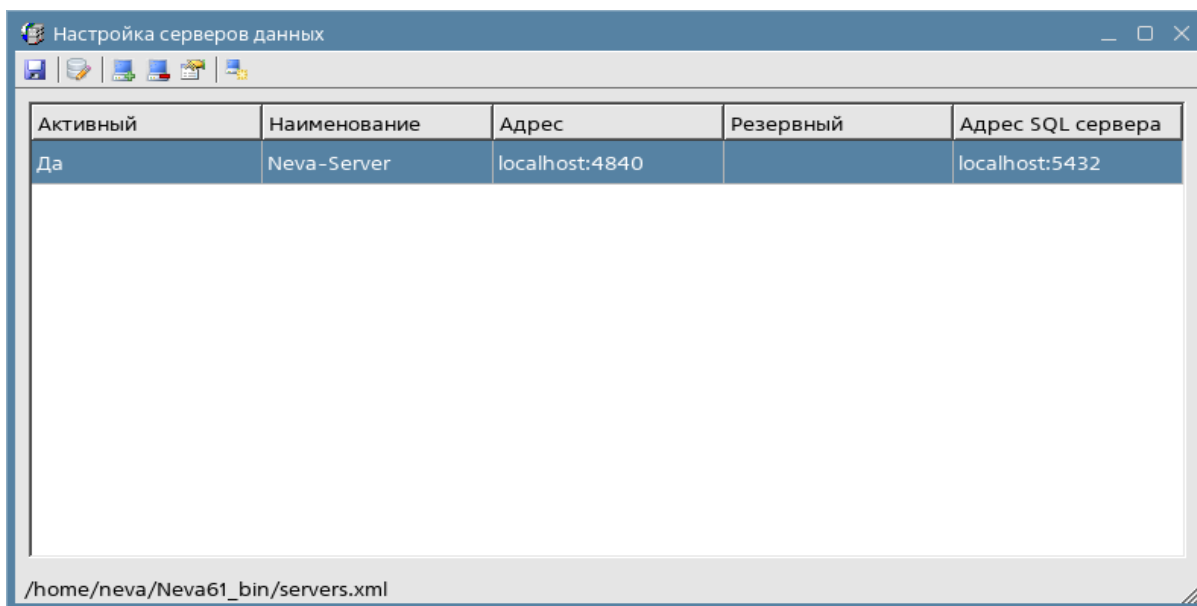 Настройка серверов данных
Активный Наименование Адрес Резервный Адрес SQL сервера
Да Neva-Server localhost:4840 localhost:5432
/home/neva/Neva61_bin/servers.xml